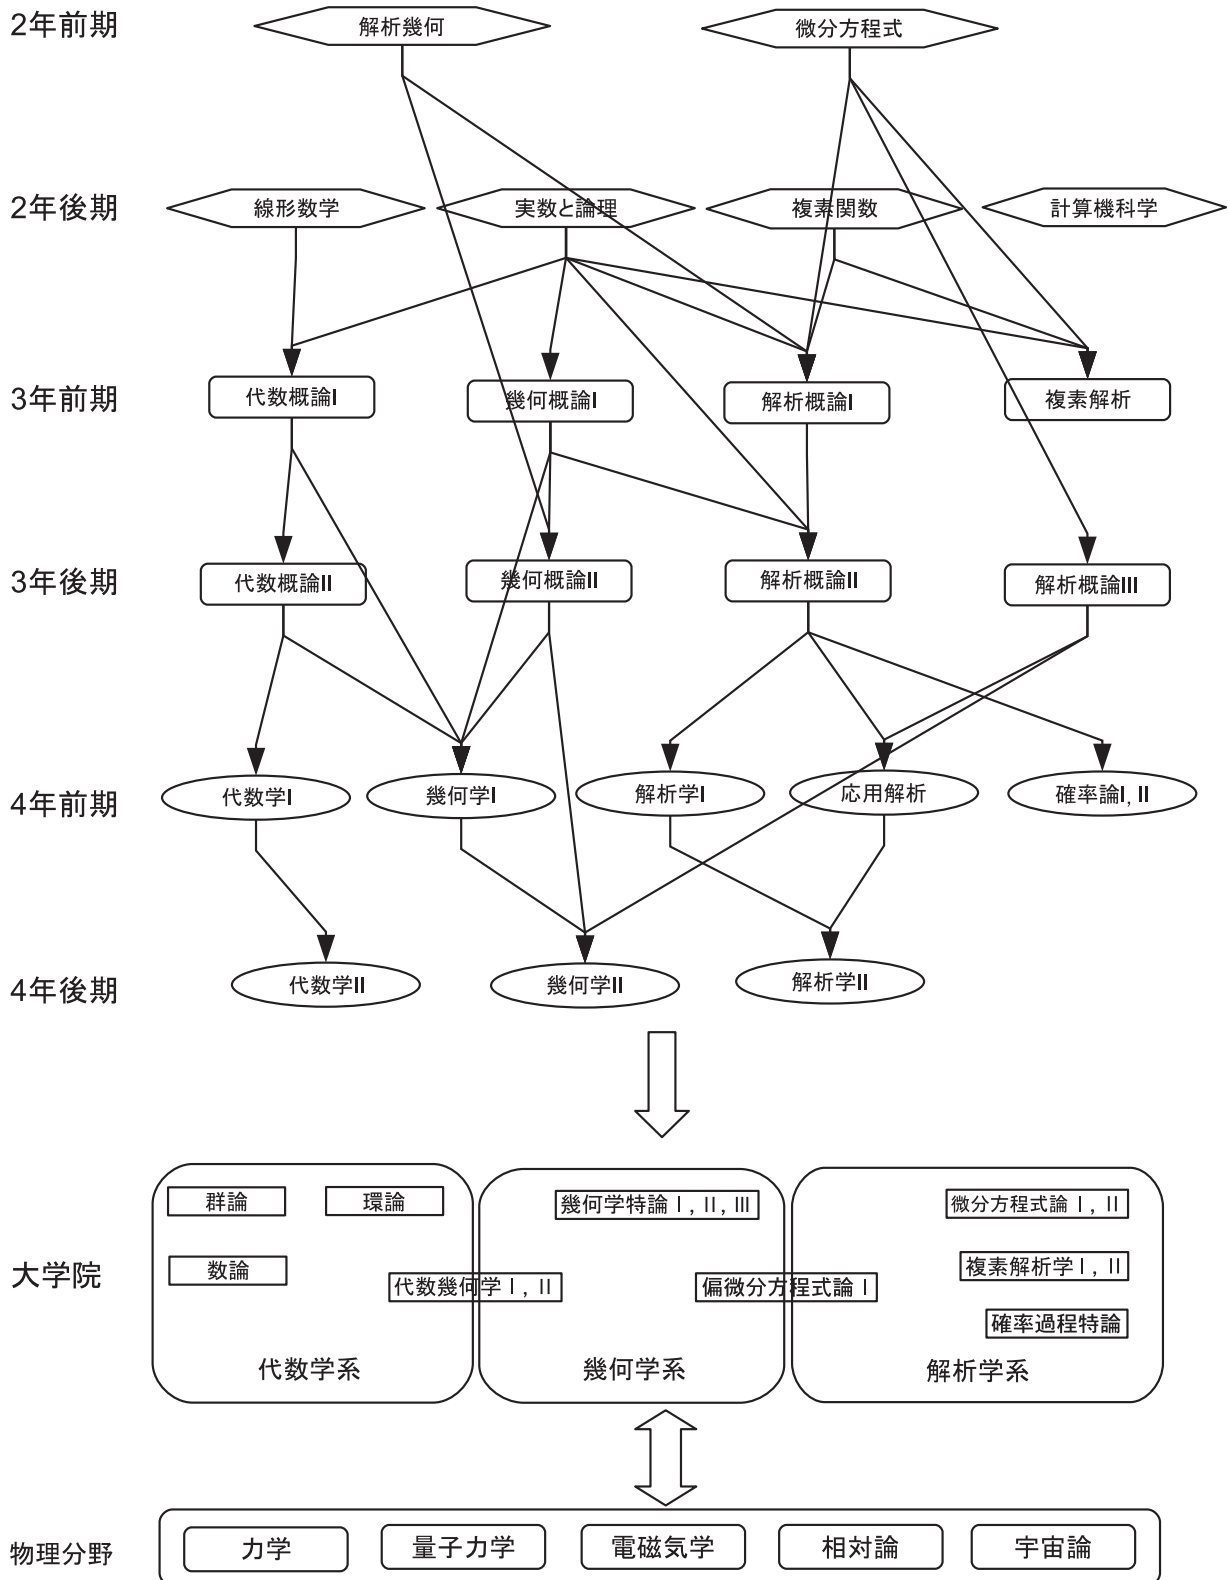 2年前期
解析幾何
微分方程式
2年後期
線形数学
実数と論理
複素関数
計算機科学
3年前期
代数概論I
幾何概論I
解析概論I
複素解析
3年後期
代数概論II
幾何概論II
解析概論II
解析概論III
4年前期
代数学I
幾何学I
解析学I
応用解析
確率論I, II
4年後期
代数学II
幾何学II
解析学II
大学院
群論
環論
数論
代数幾何学 I , II
代数学系
幾何学特論 I , II , III
偏微分方程式論 I
幾何学系
微分方程式論 I , II
複素解析学 I , II
確率過程特論
解析学系
物理分野
力学
量子力学
電磁気学
相対論
宇宙論